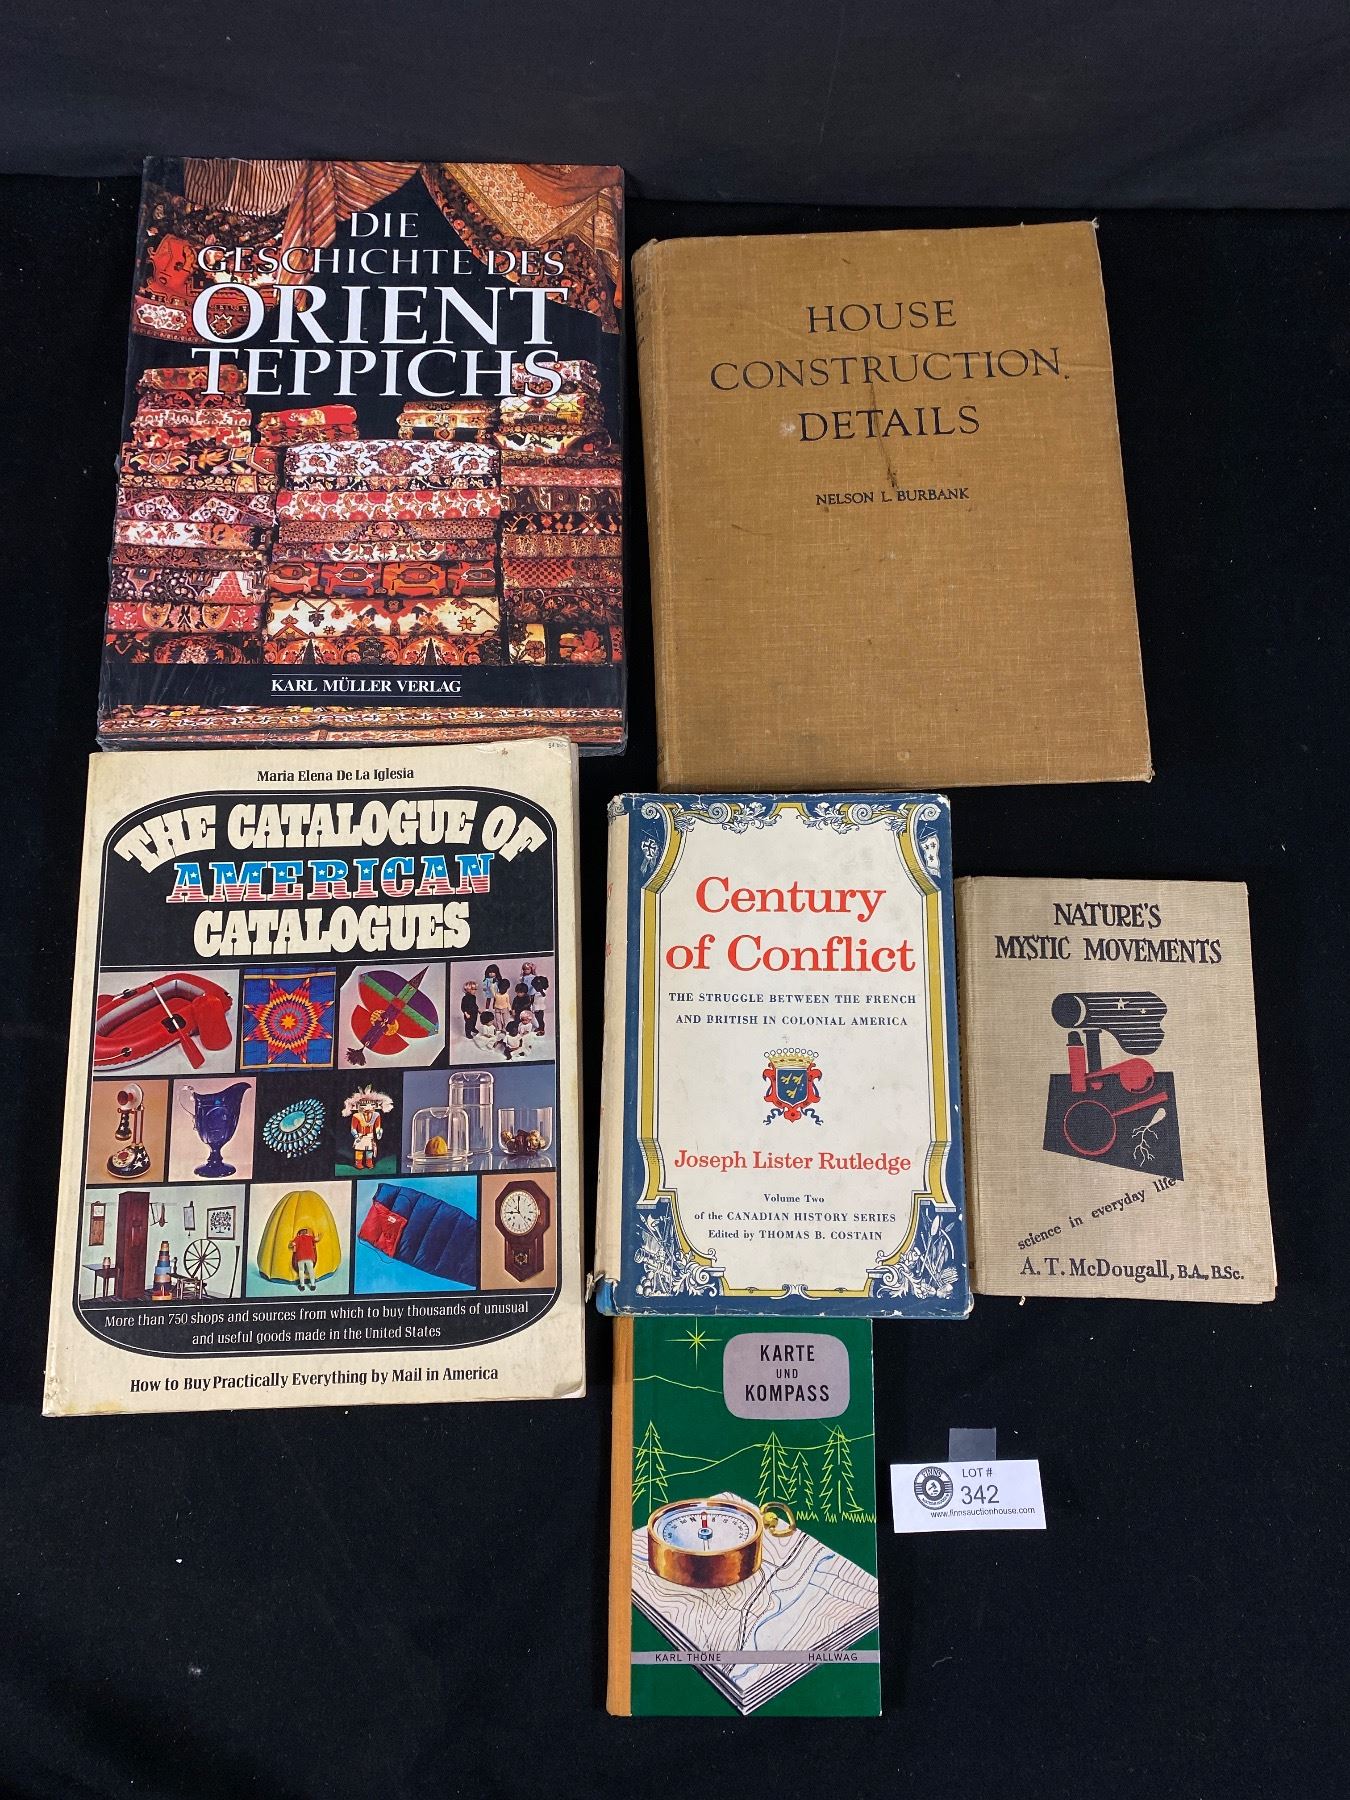 DIE
GESCHICHTE DES
ORIENT
TEPPICHS
KARL MÜLLER VERLAG
HOUSE
CONSTRUCTION
DETAILS
NELSON L. BURBANK
Maria Elena De La Iglesia
THE CATALOGUE OF
AMERICAN
CATALOGUES
More than 750 shops and sources from which to buy thousands of unusual
and useful goods made in the United States
How to Buy Practically Everything by Mail in America
Century
of Conflict
THE STRUGGLE BETWEEN THE FRENCH
AND BRITISH IN COLONIAL AMERICA
Joseph Lister Rutledge
Volume Two
of the CANADIAN HISTORY SERIES
Edited by THOMAS B. COSTAIN
NATURE'S
MYSTIC MOVEMENTS
science in everyday life
A. T. McDougall, B.A., B.Sc.
KARTE
UND
KOMPASS
KARL THÖNE HALLWAG
LOT #
342
www.finnsauctionhouse.com